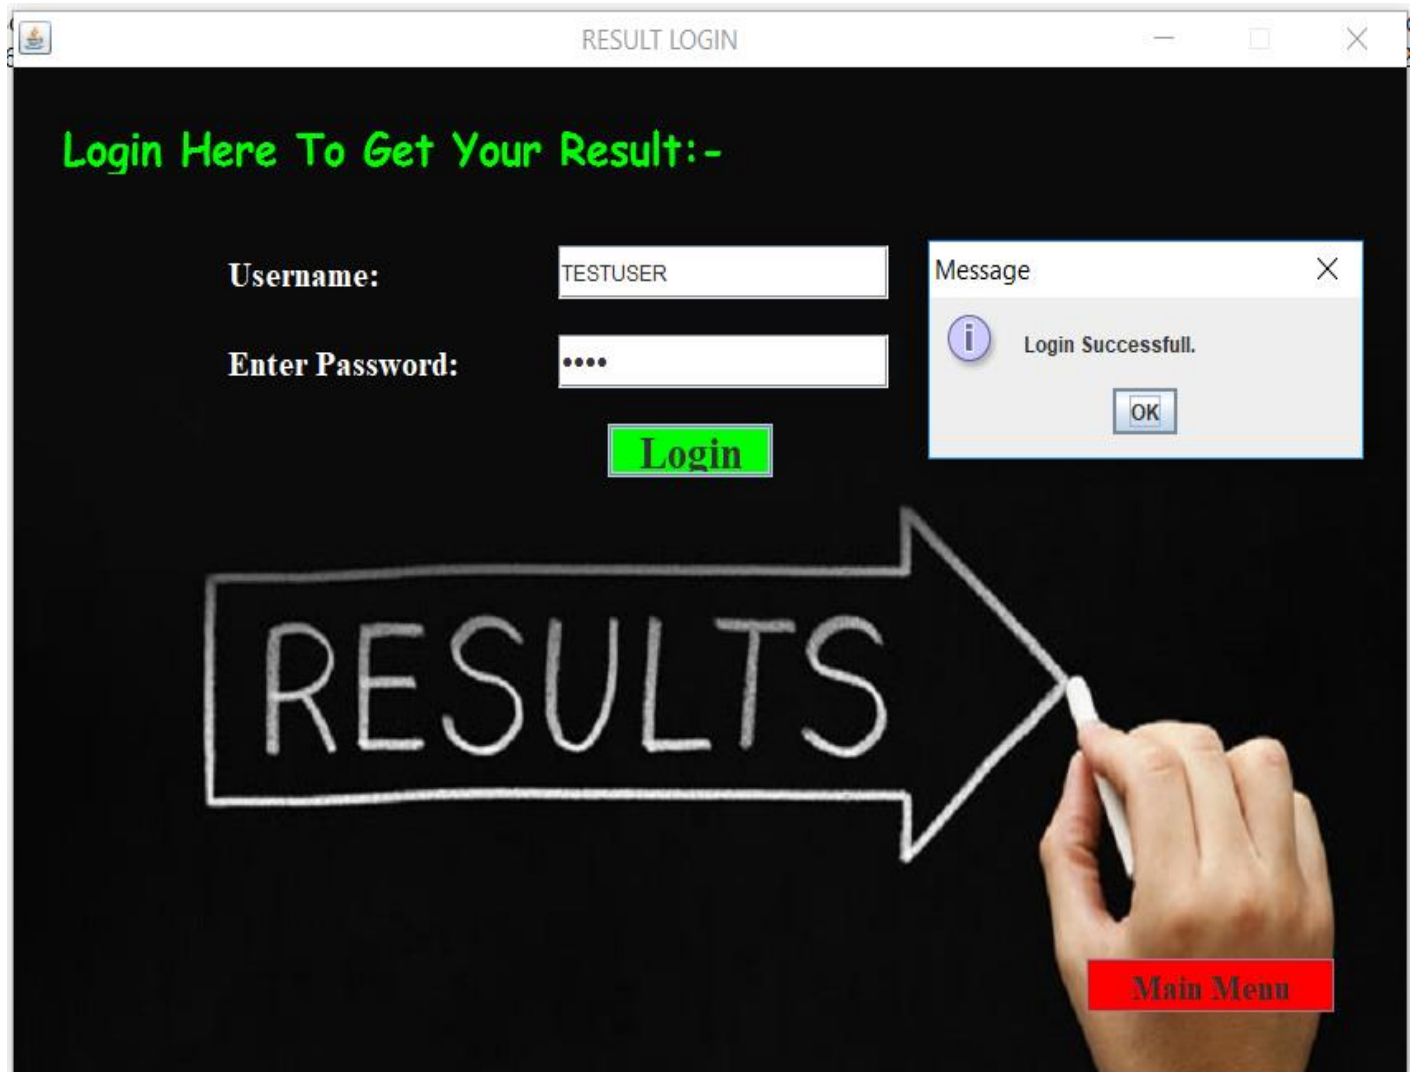 RESULT LOGIN
Login Here To Get Your Result:-
Username:
TESTUSER
Enter Password:
••••
Login
Message
Login Successfull.
OK
RESULTS
Main Menu